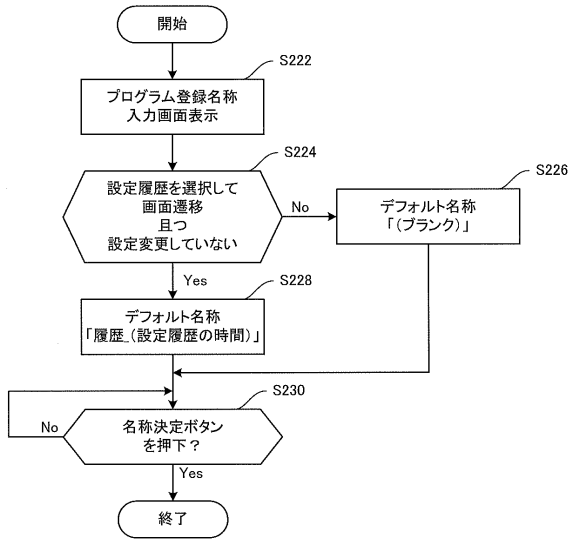 開始
S222
プログラム登録名称
入力画面表示
S224
設定履歴を選択して
画面遷移
且つ
設定変更していない
No
S226
デフォルト名称
「(ブランク)」
Yes
S228
デフォルト名称
「履歴_(設定履歴の時間)」
S230
名称決定ボタン
を押下？
No
Yes
終了